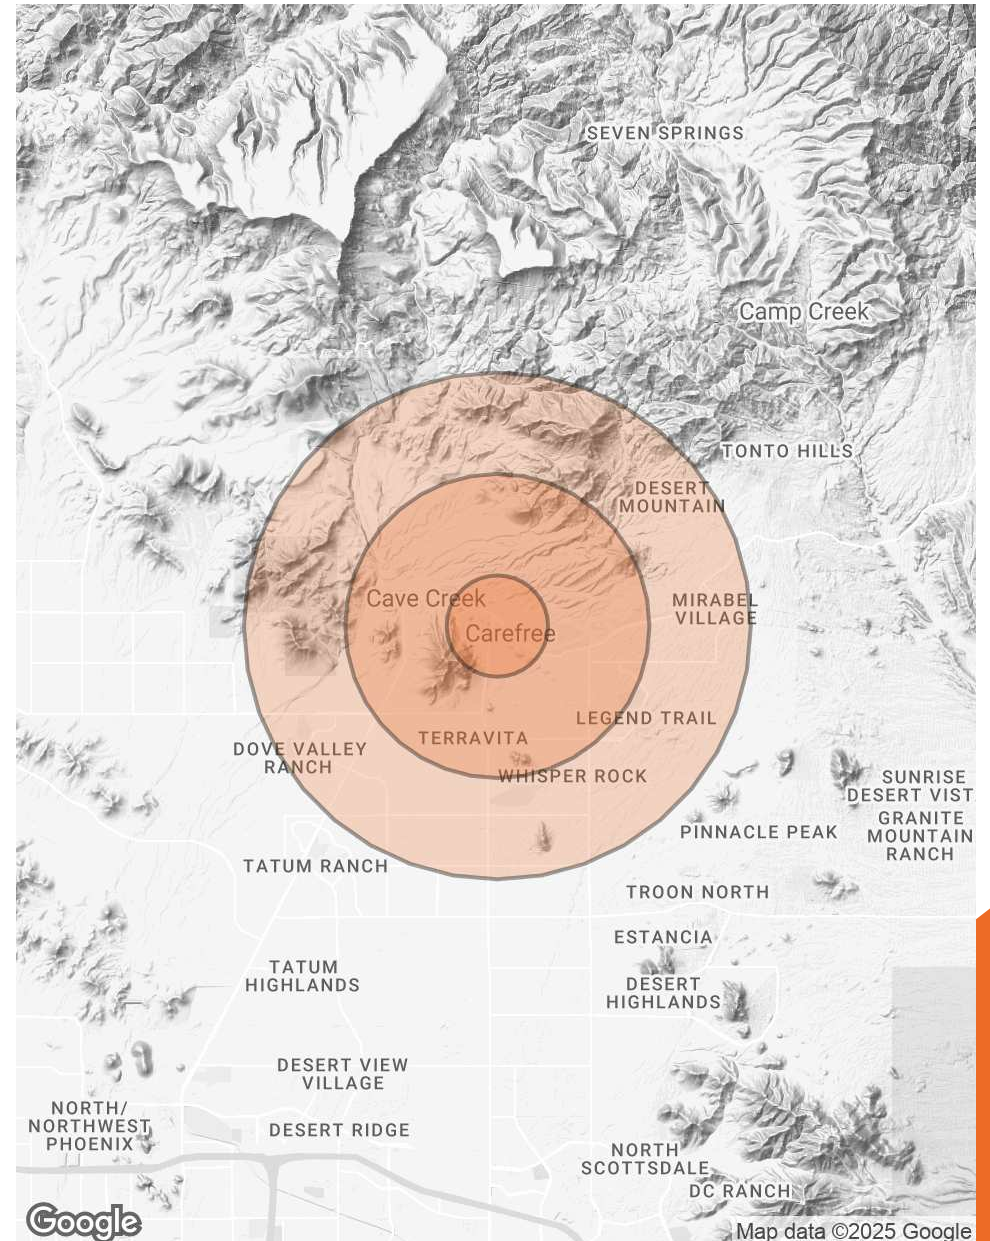 SEVEN SPRINGS
Camp Creek
TONTO HILLS
DESERT
MOUNTAIN
Cave Creek
MIRABEL
VILLAGE
Carefree
LEGEND TRAIL
TERRAVITA
DOVE VALLEY
RANCH
WHISPER ROCK
SUNRISE
DESERT VIST
GRANITE
MOUNTAIN
RANCH
PINNACLE PEAK
TATUM RANCH
TROON NORTH
ESTANCIA
TATUM
HIGHLANDS
DESERT
HIGHLANDS
DESERT VIEW
VILLAGE
NORTH/
NORTHWEST
PHOENIX
DESERT RIDGE
NORTH
SCOTTSDALE
DC RANCH
Google
Map data ©2025 Google